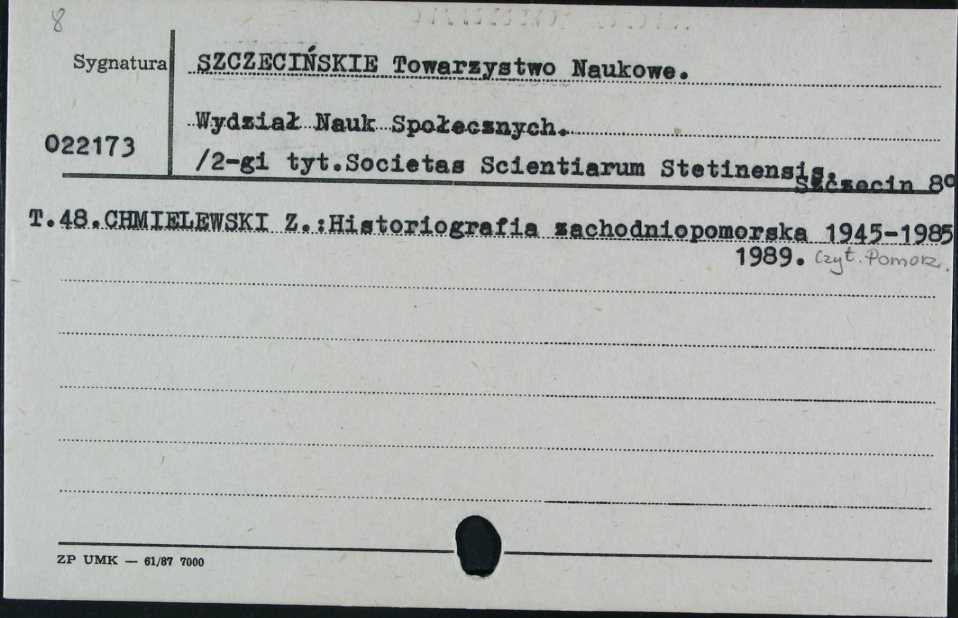 8
Sygnatura
SZCZECIŃSKIE Towarzystwo Naukowe.
Wydział Nauk Społecznych.
022173
/2-gi tyt.Societas Scientiarum Stetinensis.
Szczecin 8°
T.48.CHMIELEWSKI Z.:Historiografia zachodniopomorska 1945-1985
1989. Czyt. Pomorz.
ZP UMK — 61/87 7000